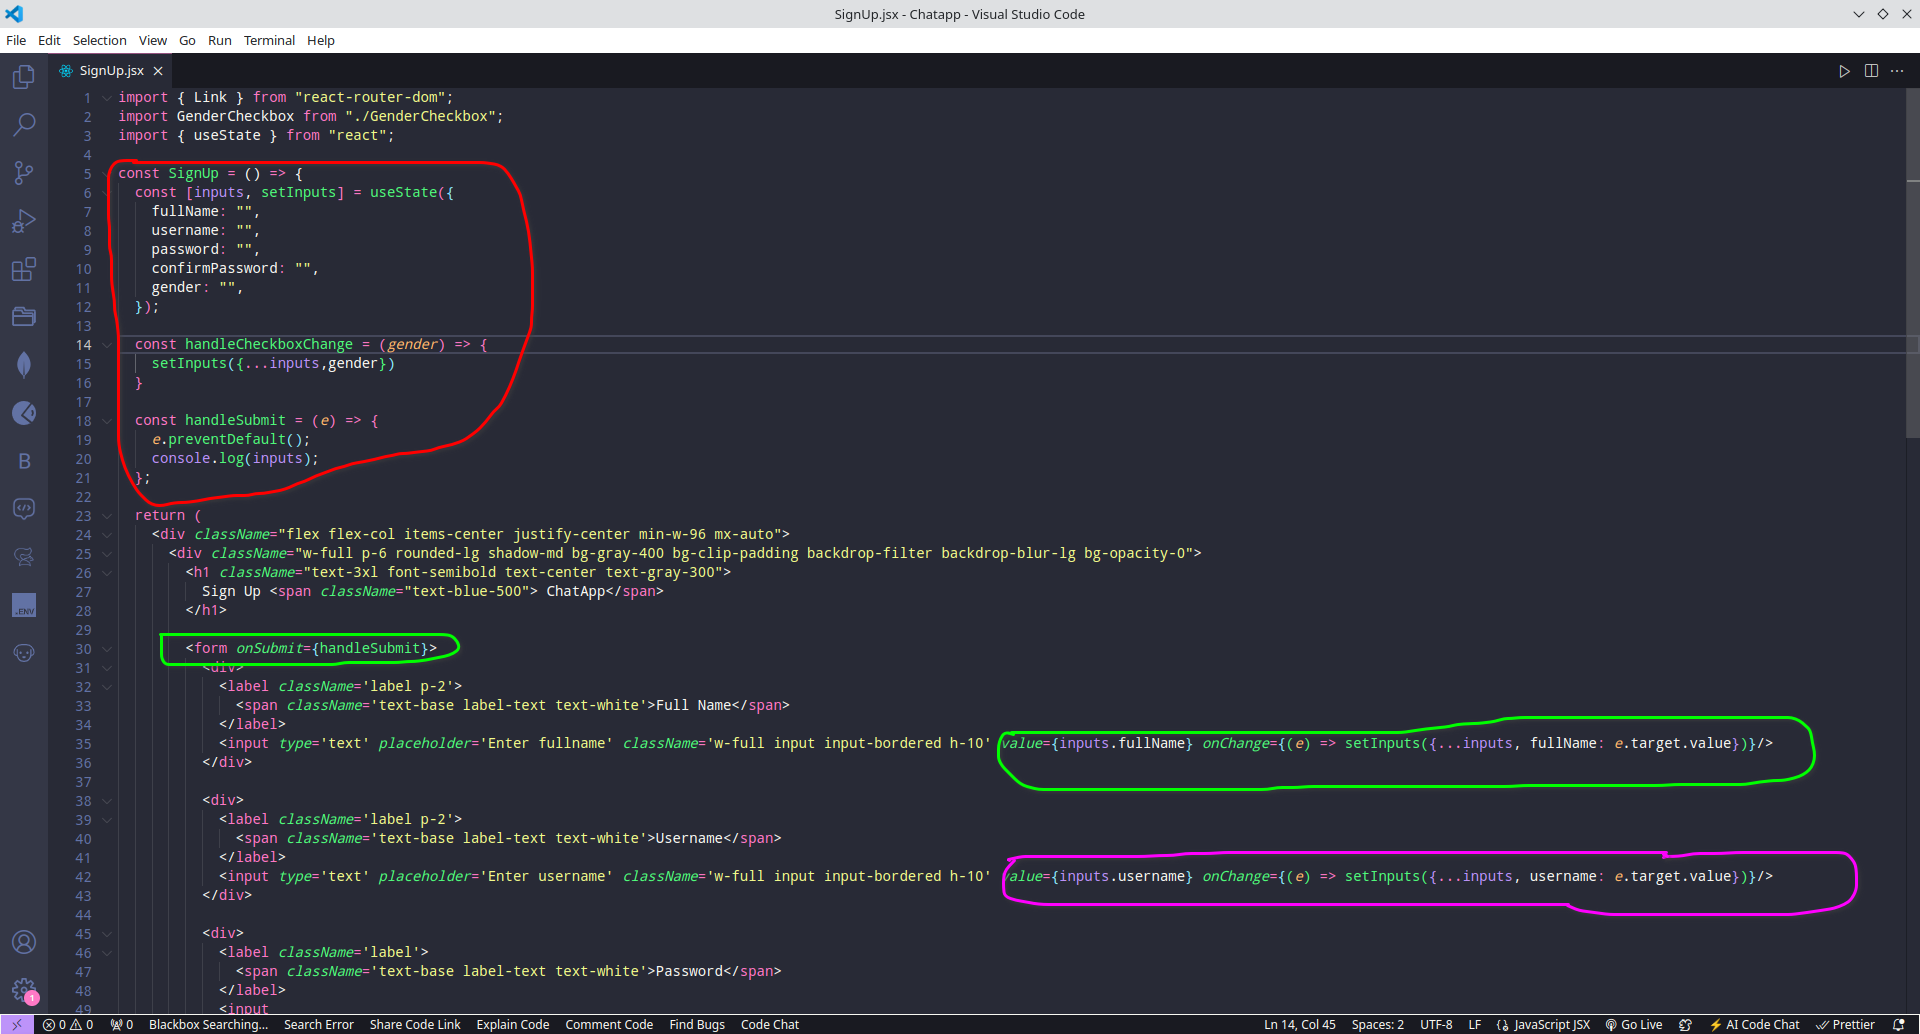 SignUp.jsx - Chatapp - Visual Studio Code
File Edit Selection View Go Run Terminal Help
SignUp.jsx
1 import { Link } from "react-router-dom";
2 import GenderCheckbox from "./GenderCheckbox";
3 import { useState } from "react";
4
5 const SignUp = () => {
6 const [inputs, setInputs] = useState({
7 fullName: "",
8 username: "",
9 password: "",
10 confirmPassword: "",
11 gender: "",
12 });
13
14 const handleCheckboxChange = (gender) => {
15 setInputs({...inputs,gender})
16 }
17
18 const handleSubmit = (e) => {
19 e.preventDefault();
20 console.log(inputs);
21 };
22
23 return (
24 <div className="flex flex-col items-center justify-center min-w-96 mx-auto">
25 <div className="w-full p-6 rounded-lg shadow-md bg-gray-400 bg-clip-padding backdrop-filter backdrop-blur-lg bg-opacity-0">
26 <h1 className="text-3xl font-semibold text-center text-gray-300">
27 Sign Up <span className="text-blue-500"> ChatApp</span>
28 </h1>
29
30 <form onSubmit={handleSubmit}>
31 <div>
32 <label className='label p-2'>
33 <span className='text-base label-text text-white'>Full Name</span>
34 </label>
35 <input type='text' placeholder='Enter fullname' className='w-full input input-bordered h-10' value={inputs.fullName} onChange={(e) => setInputs({...inputs, fullName: e.target.value})}/>
36 </div>
37
38 <div>
39 <label className='label p-2'>
40 <span className='text-base label-text text-white'>Username</span>
41 </label>
42 <input type='text' placeholder='Enter username' className='w-full input input-bordered h-10' value={inputs.username} onChange={(e) => setInputs({...inputs, username: e.target.value})}/>
43 </div>
44
45 <div>
46 <label className='label'>
47 <span className='text-base label-text text-white'>Password</span>
48 </label>
49 <input
B
.ENV
1
0 0 0 Blackbox Searching... Search Error Share Code Link Explain Code Comment Code Find Bugs Code Chat Ln 14, Col 45 Spaces: 2 UTF-8 LF JavaScript JSX Go Live AI Code Chat Prettier